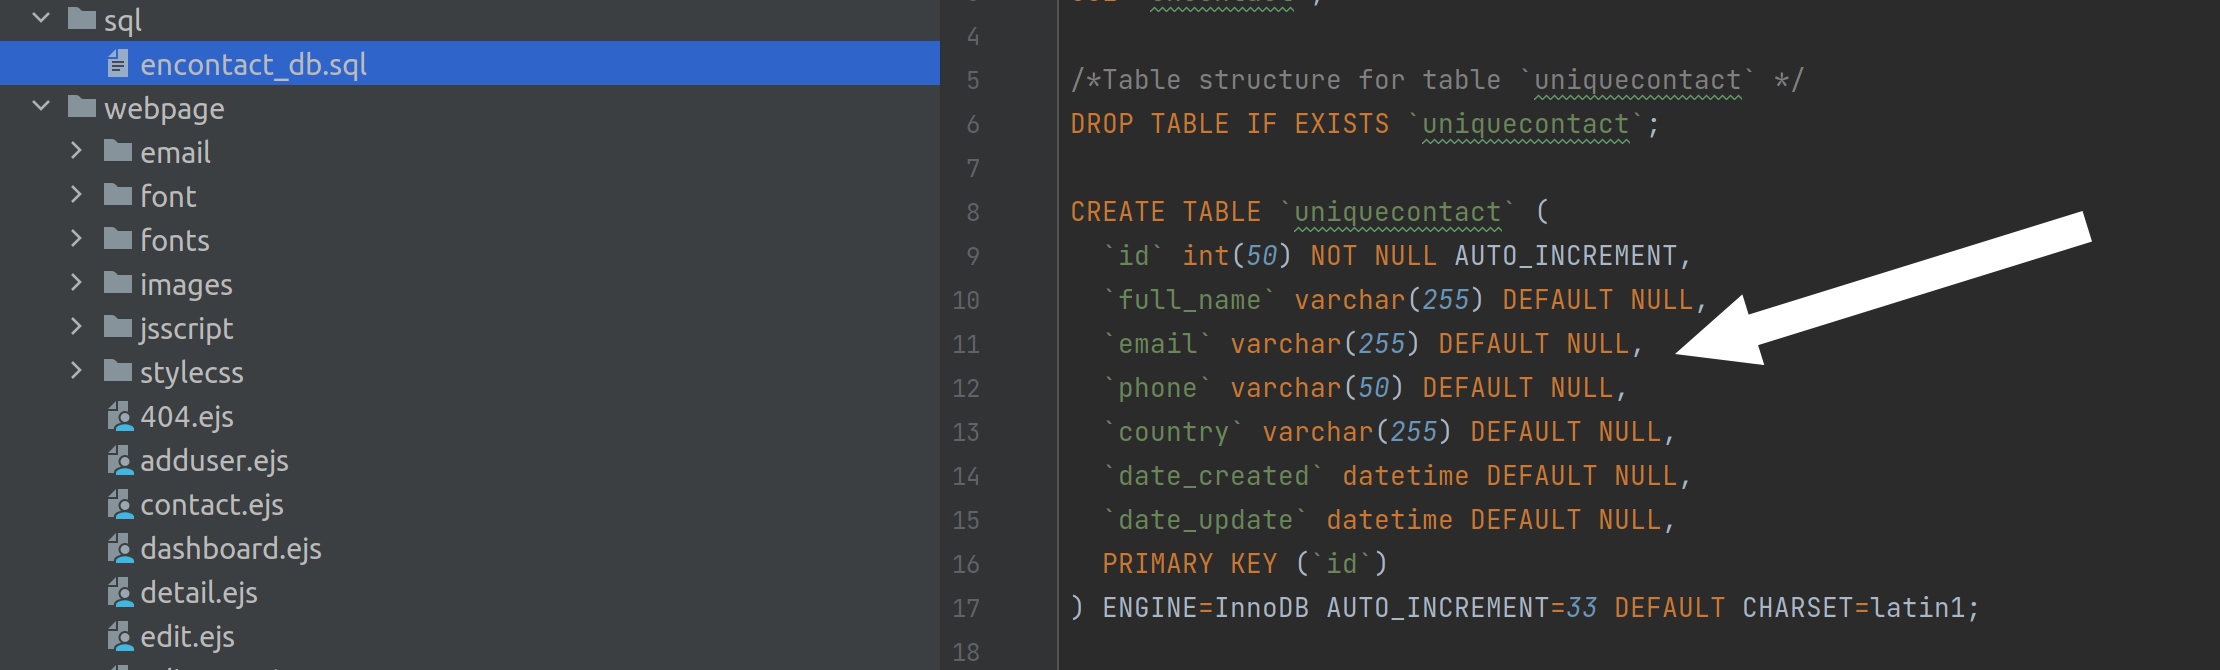 sql
encontact_db.sql
webpage
email
font
fonts
images
jsscript
stylecss
404.ejs
adduser.ejs
contact.ejs
dashboard.ejs
detail.ejs
edit.ejs
4
5 /*Table structure for table `uniquecontact` */
6 DROP TABLE IF EXISTS `uniquecontact`;
7
8 CREATE TABLE `uniquecontact` (
9 `id` int(50) NOT NULL AUTO_INCREMENT,
10 `full_name` varchar(255) DEFAULT NULL,
11 `email` varchar(255) DEFAULT NULL,
12 `phone` varchar(50) DEFAULT NULL,
13 `country` varchar(255) DEFAULT NULL,
14 `date_created` datetime DEFAULT NULL,
15 `date_update` datetime DEFAULT NULL,
16 PRIMARY KEY (`id`)
17 ) ENGINE=InnoDB AUTO_INCREMENT=33 DEFAULT CHARSET=latin1;
18